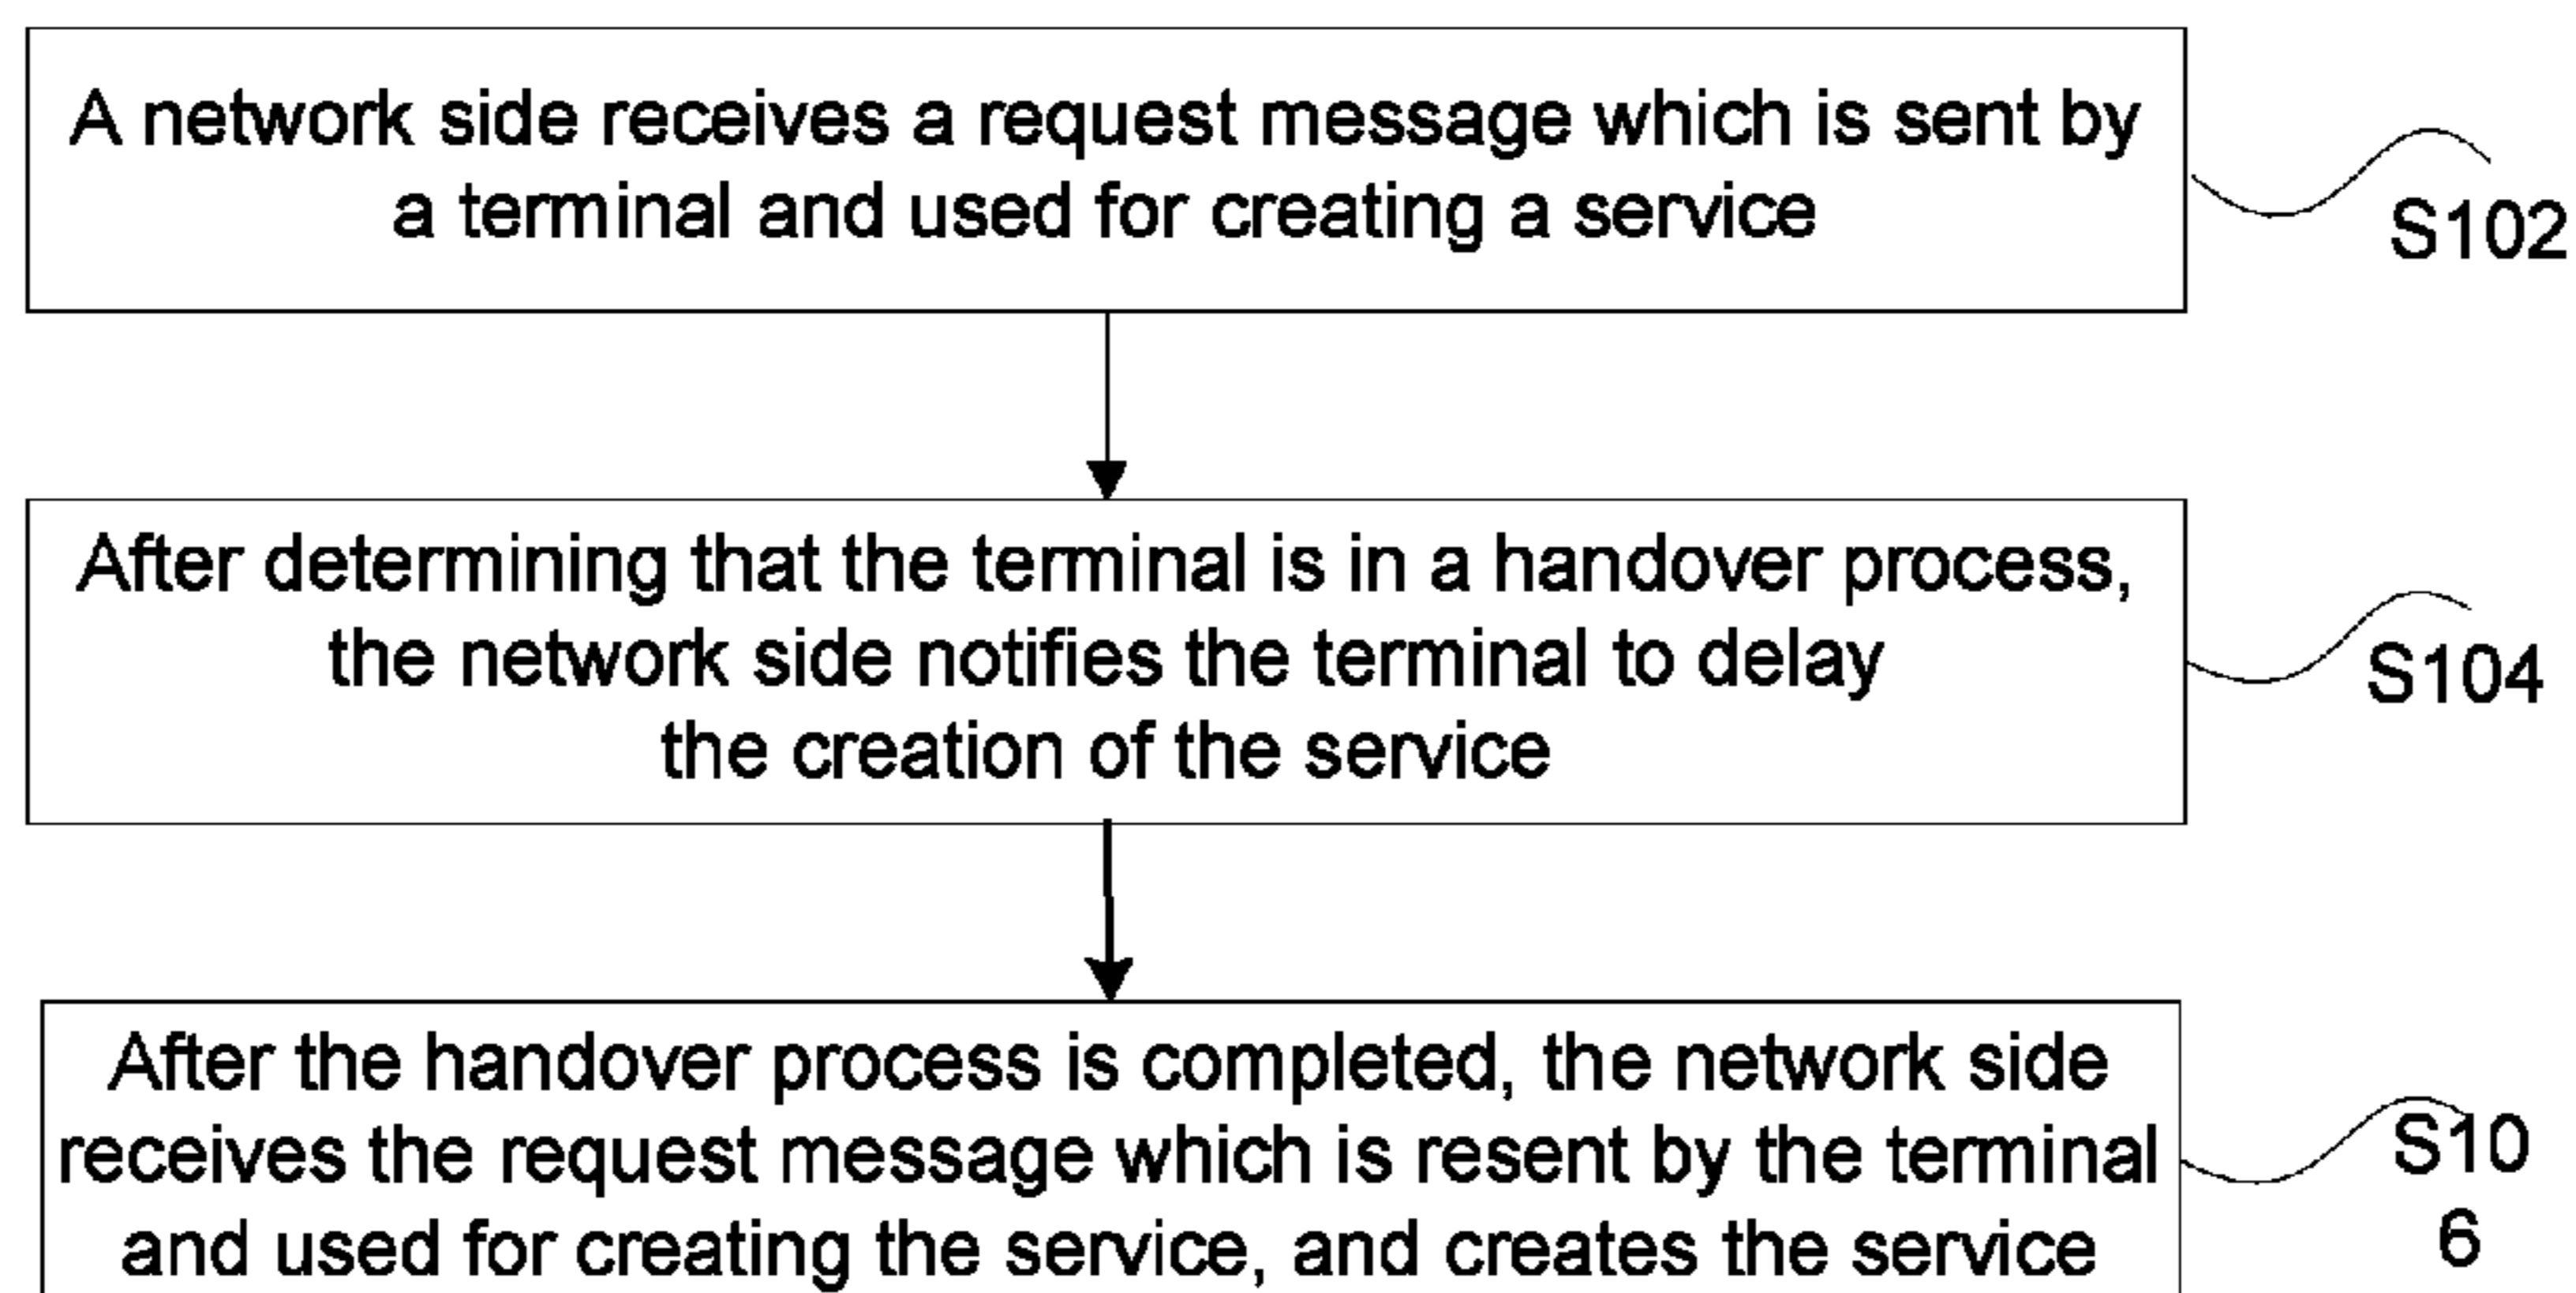 A network side receives a request message which is sent by
a terminal and used for creating a service
S102
After determining that the terminal is in a handover process,
the network side notifies the terminal to delay
the creation of the service
S104
After the handover process is completed, the network side
receives the request message which is resent by the terminal
and used for creating the service, and creates the service
S10
6